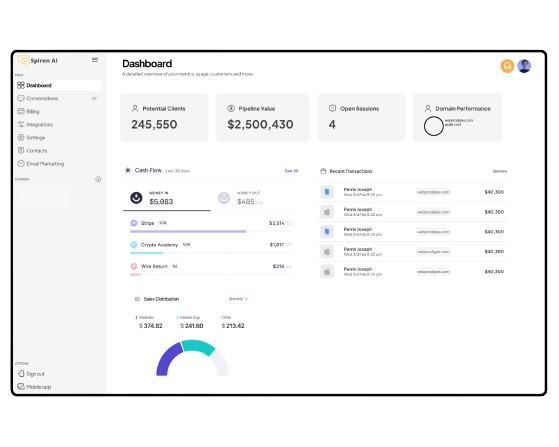 Spiron AI
MENU
Dashboard
Conversations
Billing
Integrations
Settings
Contacts
Email Marketing
DOMAINS
OPTIONS
Sign out
Mobile app
Dashboard
A detailed overview of your metrics, usage, customers and more
Potential Clients
245,550
Pipeline Value
$2,500,430
Open Sessions
4
Domain Performance
webprodigies.com
apple.com
Cash Flow Last 30 days See All
MONEY IN
$5,083
MONEY OUT
$485
Stripe
$3,014
Crypto Academy
$1,817
Wire Return
$318
Sales Distribution Monthly
Website
$ 374.82
Mobile App
$ 241.60
Other
$ 213.42
Recent Transactions See more
Perrin Joseph
Wed 3rd Feb 8:20 pm
webprodigies.com
$40,300
Perrin Joseph
Wed 3rd Feb 8:20 pm
webprodigies.com
$40,300
Perrin Joseph
Wed 3rd Feb 8:20 pm
webprodigies.com
$40,300
Perrin Joseph
Wed 3rd Feb 8:20 pm
webprodigies.com
$40,300
Perrin Joseph
Wed 3rd Feb 8:20 pm
webprodigies.com
$40,300